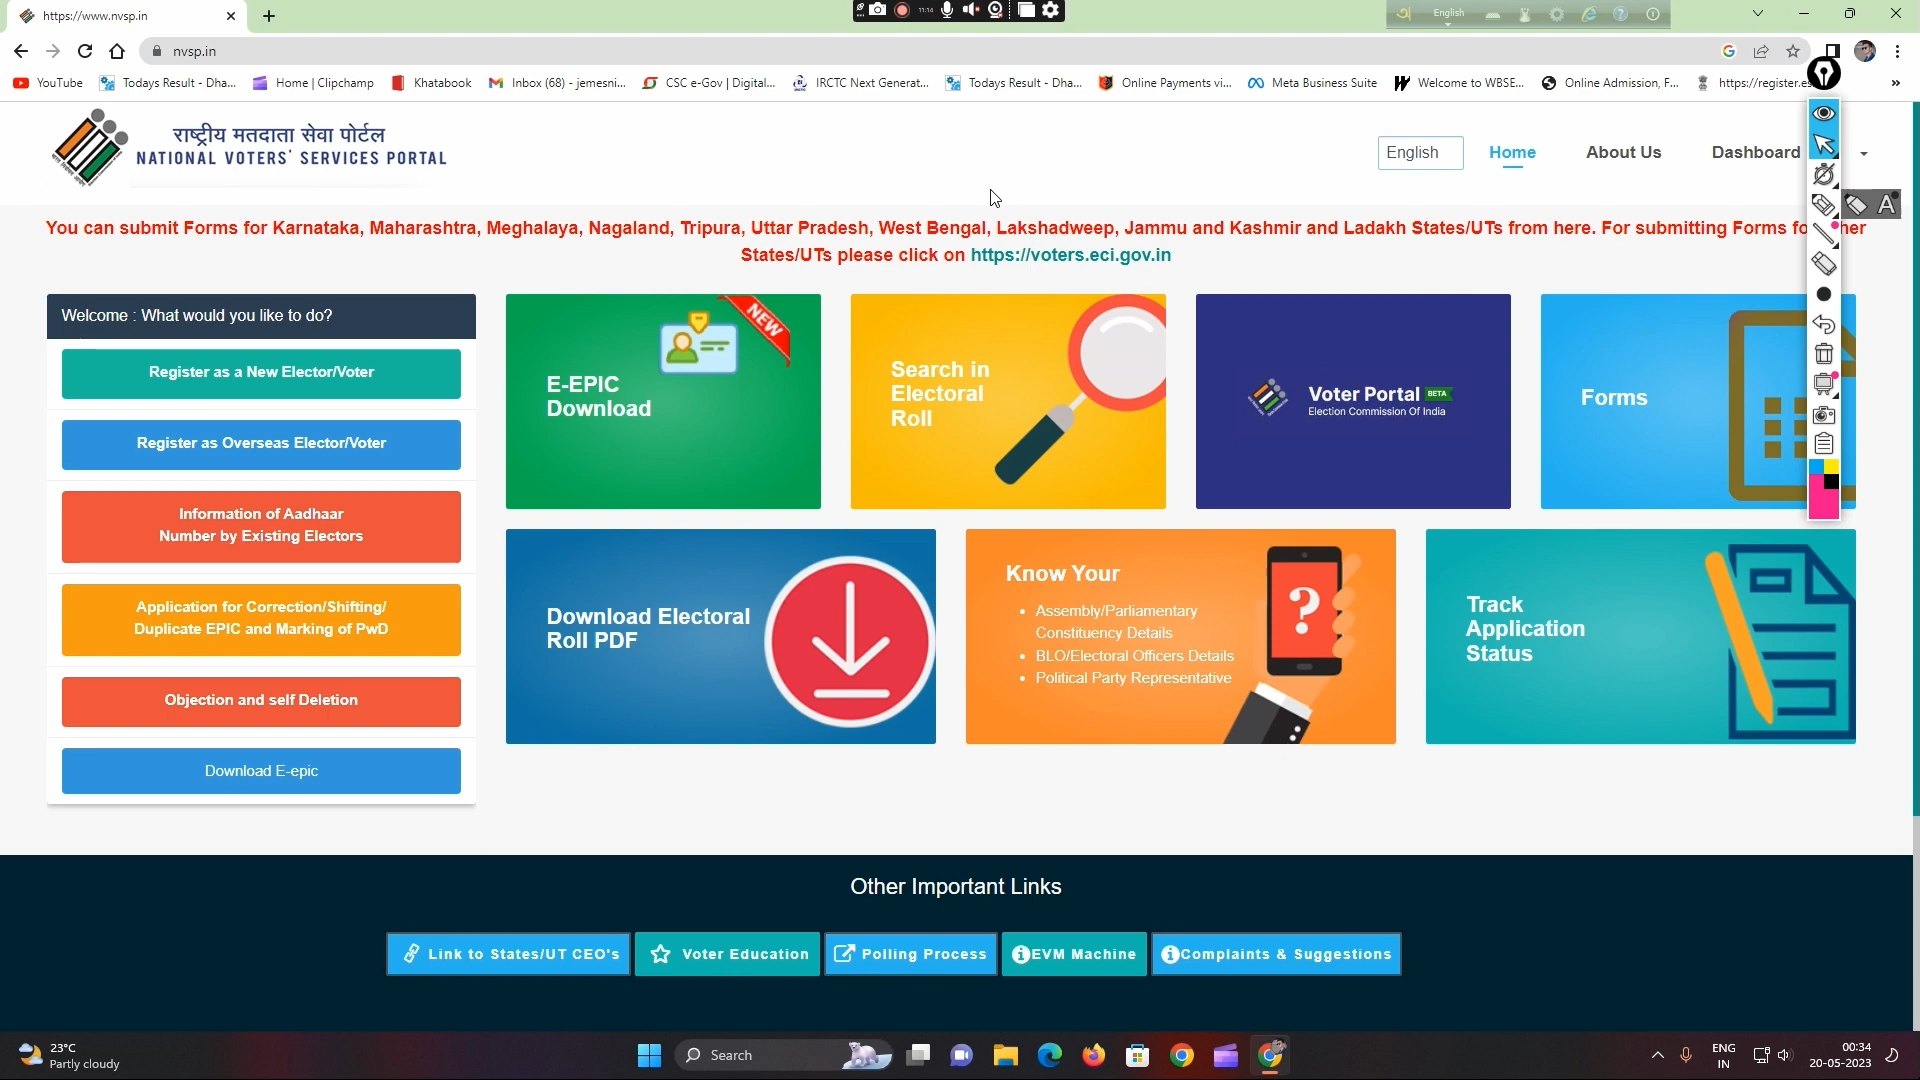 https://www.nvsp.in
11:14
English
nvsp.in
YouTube
Todays Result - Dha...
Home | Clipchamp
Khatabook
Inbox (68) - jemesni...
CSC e-Gov | Digital...
IRCTC Next Generat...
Todays Result - Dha...
Online Payments vi...
Meta Business Suite
Welcome to WBSE...
Online Admission, F...
https://register.es
राष्ट्रीय मतदाता सेवा पोर्टल
NATIONAL VOTERS' SERVICES PORTAL
English
Home
About Us
Dashboard
A
You can submit Forms for Karnataka, Maharashtra, Meghalaya, Nagaland, Tripura, Uttar Pradesh, West Bengal, Lakshadweep, Jammu and Kashmir and Ladakh States/UTs from here. For submitting Forms fo her
States/UTs please click on https://voters.eci.gov.in
Welcome : What would you like to do?
Register as a New Elector/Voter
Register as Overseas Elector/Voter
Information of Aadhaar
Number by Existing Electors
Application for Correction/Shifting/
Duplicate EPIC and Marking of PwD
Objection and self Deletion
Download E-epic
NEW
E-EPIC
Download
Search in
Electoral
Roll
Voter Portal BETA
Election Commission Of India
Forms
Download Electoral
Roll PDF
Know Your
• Assembly/Parliamentary
Constituency Details
• BLO/Electoral Officers Details
• Political Party Representative
?
Track
Application
Status
Other Important Links
Link to States/UT CEO's
Voter Education
Polling Process
EVM Machine
Complaints & Suggestions
23°C
Partly cloudy
Search
ENG
IN
00:34
20-05-2023